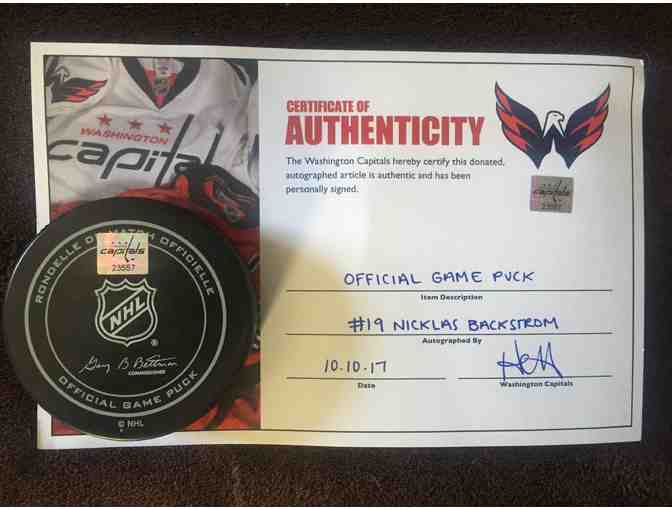 WASHINGTON
capitals
CERTIFICATE OF
AUTHENTICITY
The Washington Capitals hereby certify this donated,
autographed article is authentic and has been
personally signed.
capitals
OFFICIAL GAME PUCK
Item Description
#19 NICKLAS BACKSTROM
Autographed By
10.10.17
Date
Washington Capitals
RONDELLE DE MATCH OFFICIELLE
capitals
23557
NHL
®
Gary B Bettman
COMMISSIONER
OFFICIAL GAME PUCK
© NHL